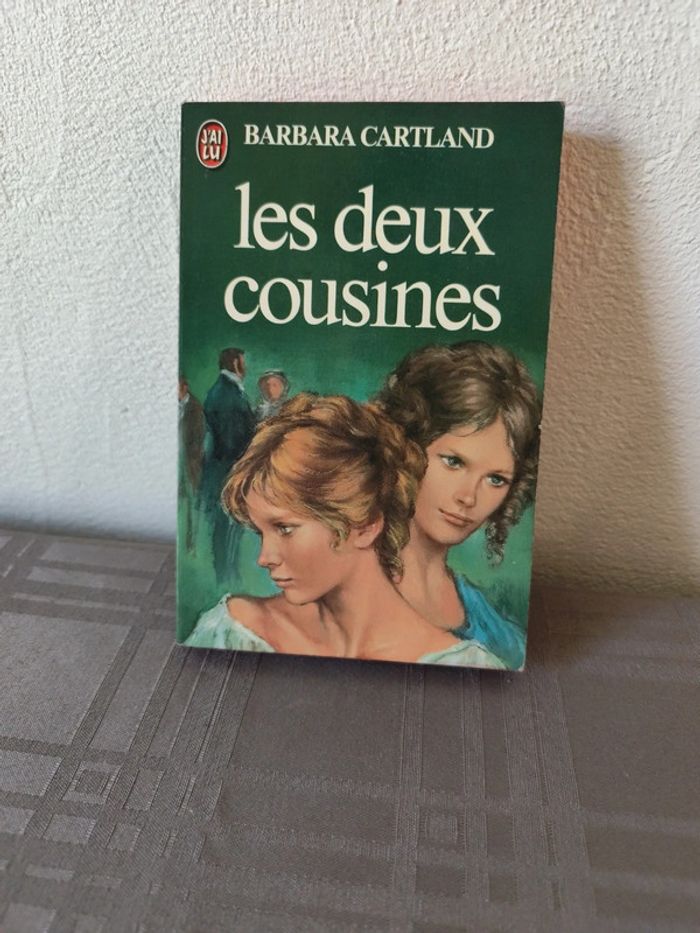 J'AI
LU
BARBARA CARTLAND
les deux
cousines